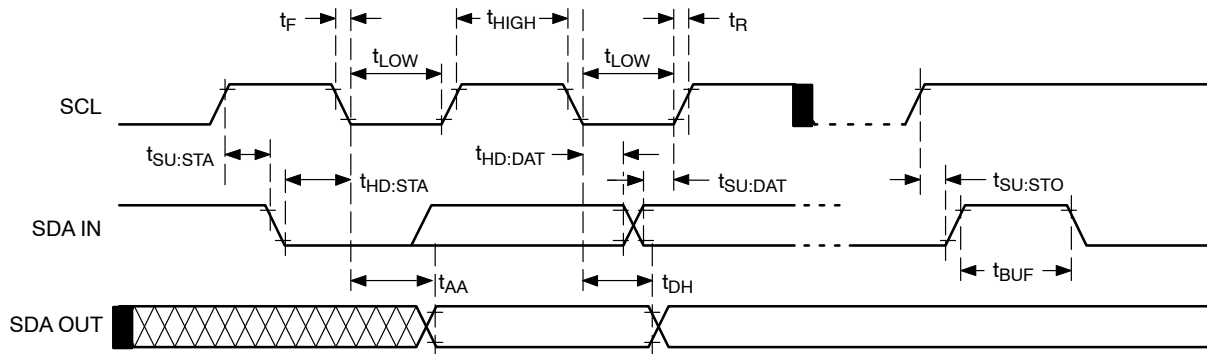 tF
tHIGH
tR
tLOW
tLOW
SCL
tSU:STA
tHD:DAT
tHD:STA
tSU:DAT
tSU:STO
SDA IN
tAA
tDH
tBUF
SDA OUT